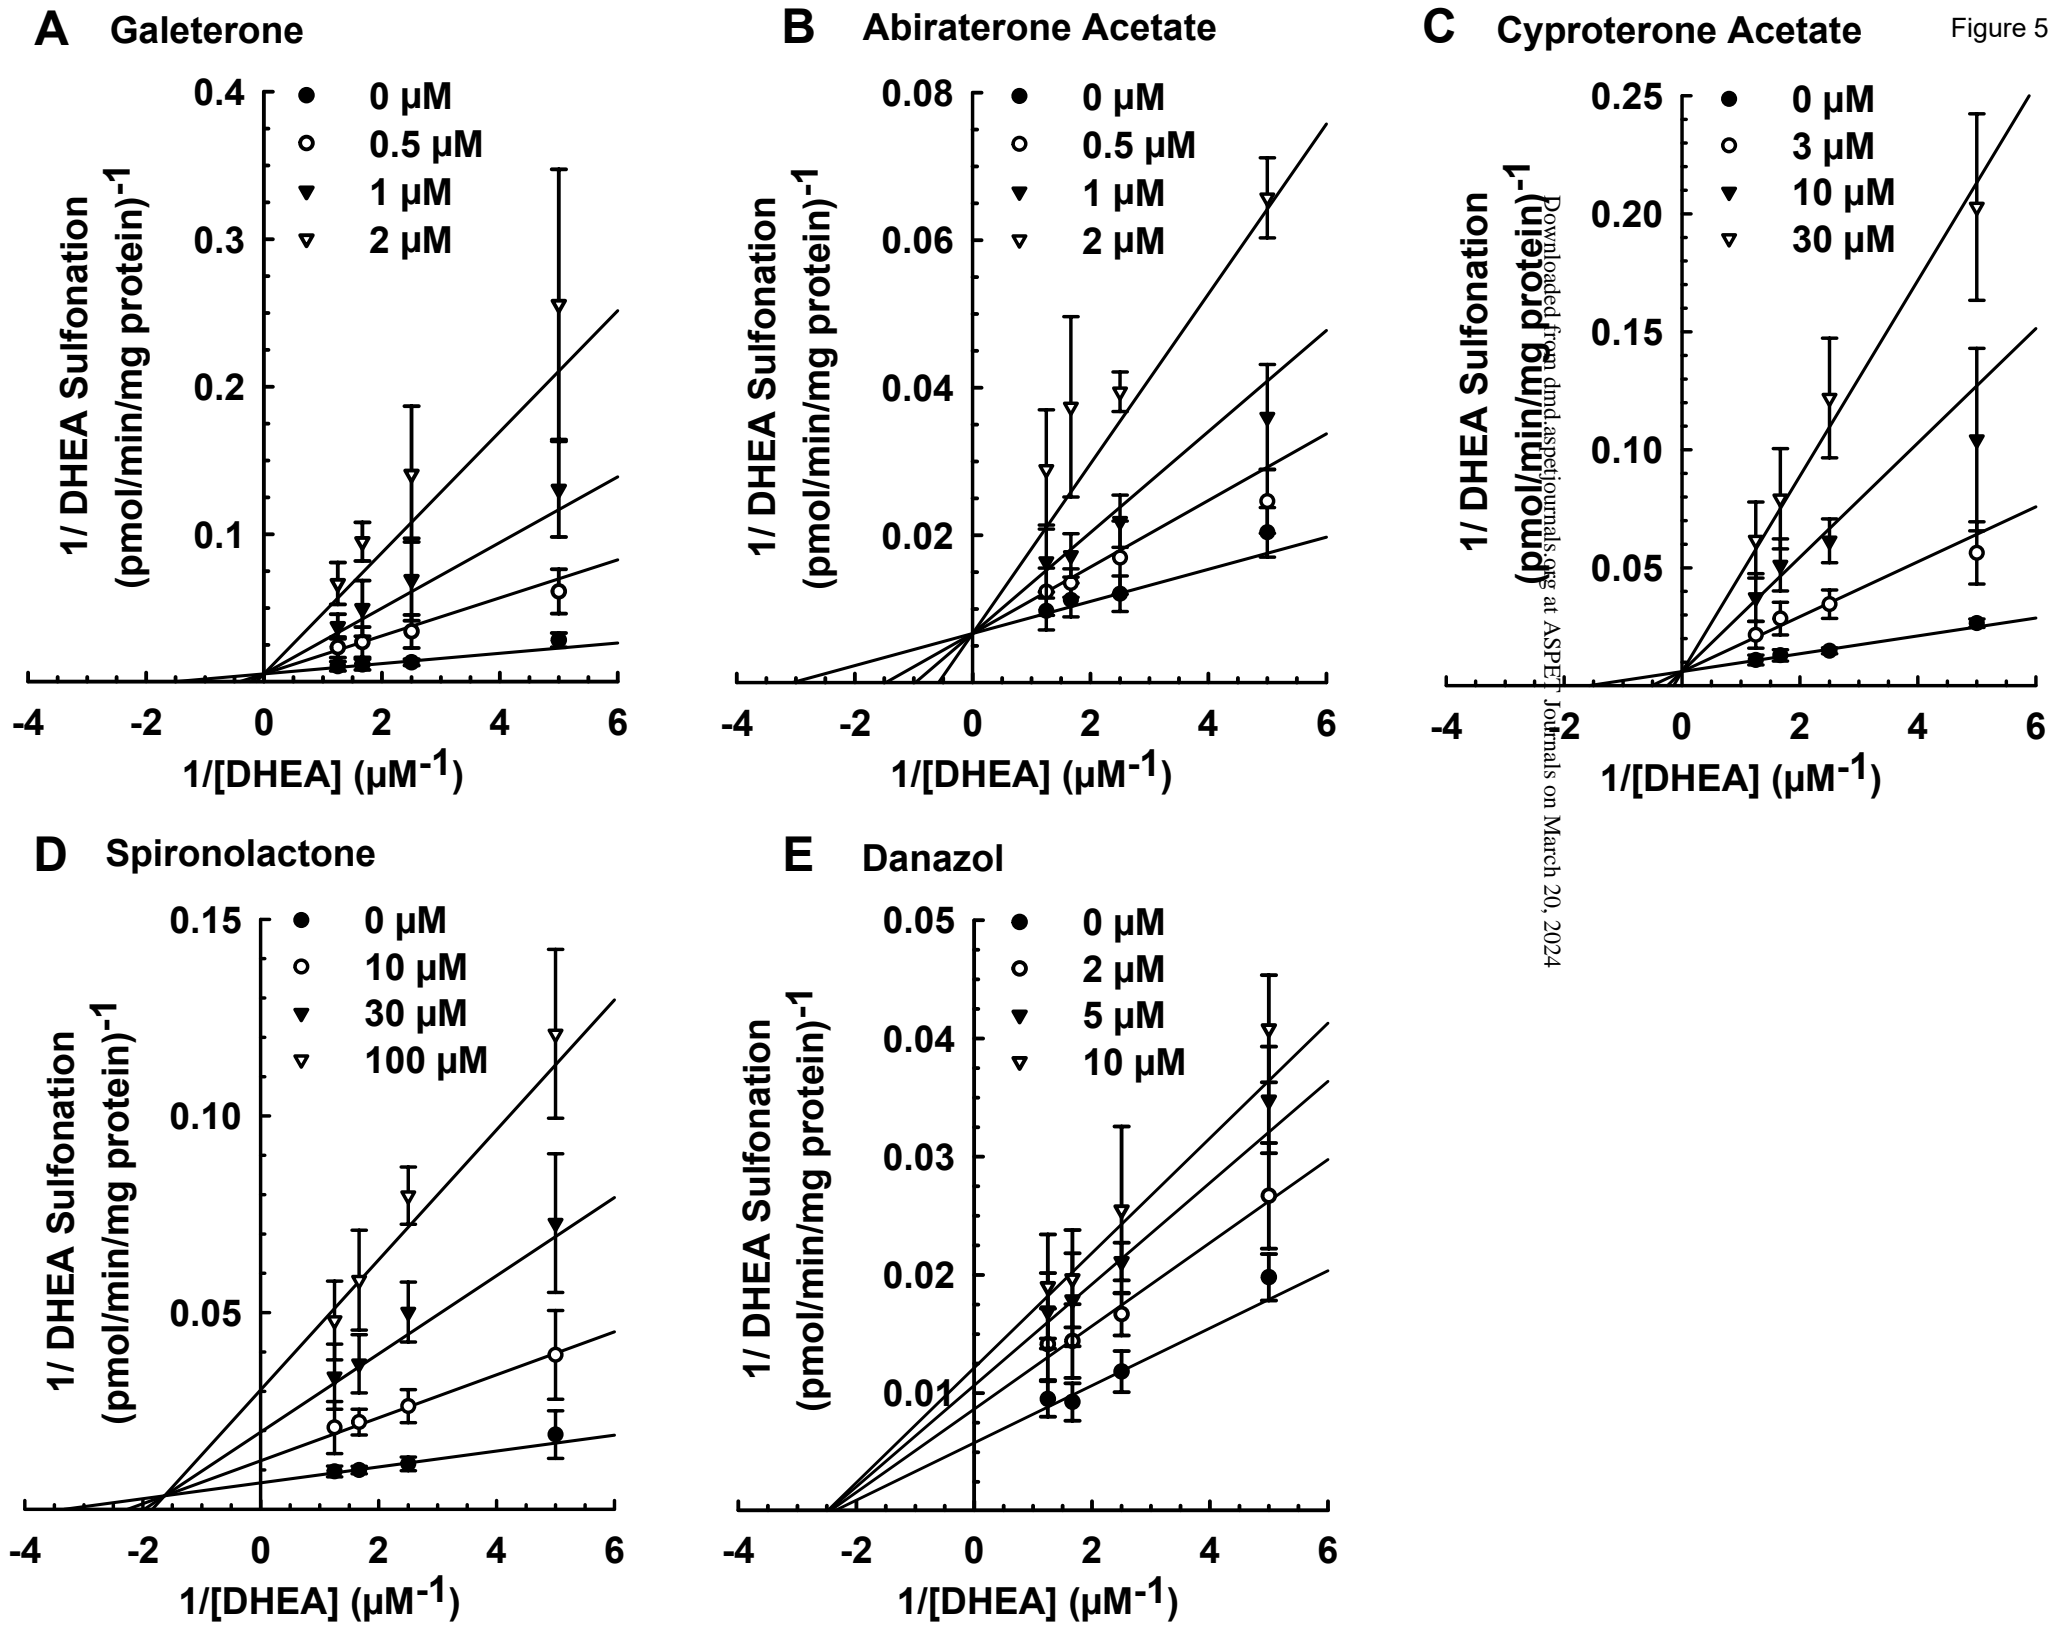 Figure 5
A Galeterone
0.4
0.3
0.2
0.1
1/ DHEA Sulfonation
(pmol/min/mg protein)-1
0 µM
0.5 µM
1 µM
2 µM
-4 -2 0 2 4 6
1/[DHEA] (µM-1)
B Abiraterone Acetate
0.08
0.06
0.04
0.02
1/ DHEA Sulfonation
(pmol/min/mg protein)-1
0 µM
0.5 µM
1 µM
2 µM
-4 -2 0 2 4 6
1/[DHEA] (µM-1)
C Cyproterone Acetate
0.25
0.20
0.15
0.10
0.05
1/ DHEA Sulfonation
(pmol/min/mg protein)-1
0 µM
3 µM
10 µM
30 µM
-4 -2 0 2 4 6
1/[DHEA] (µM-1)
Downloaded from dmd.aspetjournals.org at ASPET Journals on March 20, 2024
D Spironolactone
0.15
0.10
0.05
1/ DHEA Sulfonation
(pmol/min/mg protein)-1
0 µM
10 µM
30 µM
100 µM
-4 -2 0 2 4 6
1/[DHEA] (µM-1)
E Danazol
0.05
0.04
0.03
0.02
0.01
1/ DHEA Sulfonation
(pmol/min/mg protein)-1
0 µM
2 µM
5 µM
10 µM
-4 -2 0 2 4 6
1/[DHEA] (µM-1)